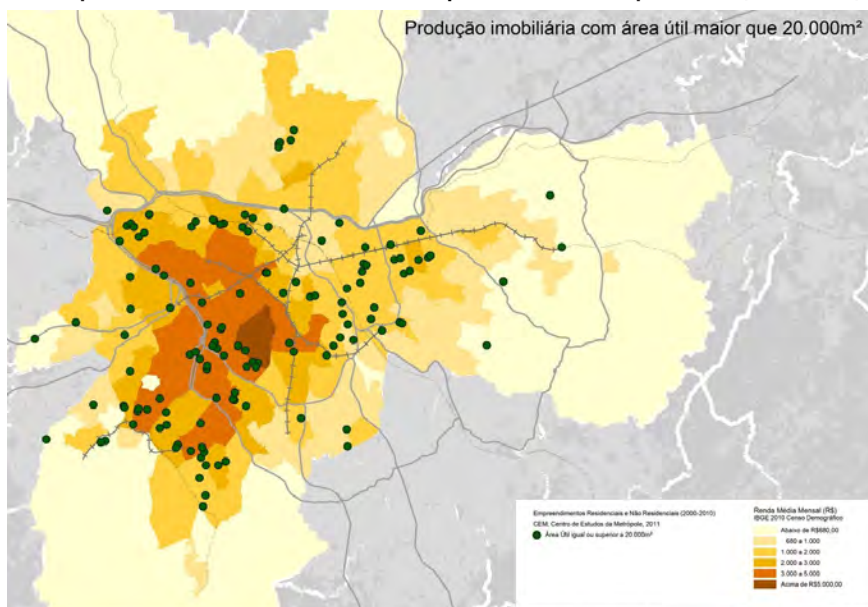 Produção imobiliária com área útil maior que 20.000m²
Empreendimentos Residenciais e Não Residenciais (2000-2010)
CEM, Centro de Estudos da Metrópole, 2011
Área Útil igual ou superior a 20.000m²
Renda Média Mensal (R$)
IBGE 2010 Censo Demográfico
Abaixo de R$680,00
680 a 1.000
1.000 a 2.000
2.000 a 3.000
3.000 a 5.000
Acima de R$5.000,00